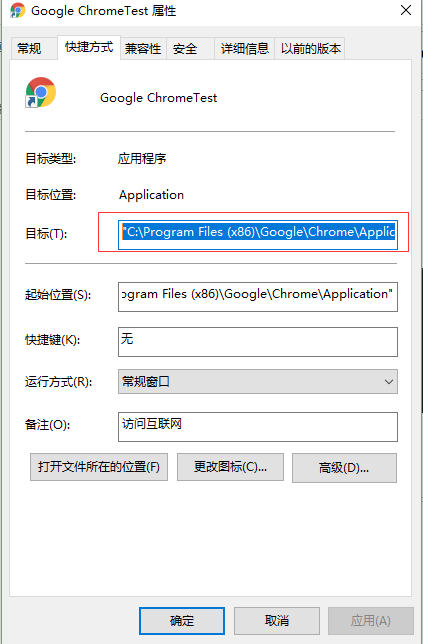 Google ChromeTest 属性
常规 快捷方式 兼容性 安全 详细信息 以前的版本
Google ChromeTest
目标类型: 应用程序
目标位置: Application
目标(T): "C:\Program Files (x86)\Google\Chrome\Applic
起始位置(S): ogram Files (x86)\Google\Chrome\Application"
快捷键(K): 无
运行方式(R): 常规窗口
备注(O): 访问互联网
打开文件所在的位置(F) 更改图标(C)... 高级(D)...
确定 取消 应用(A)